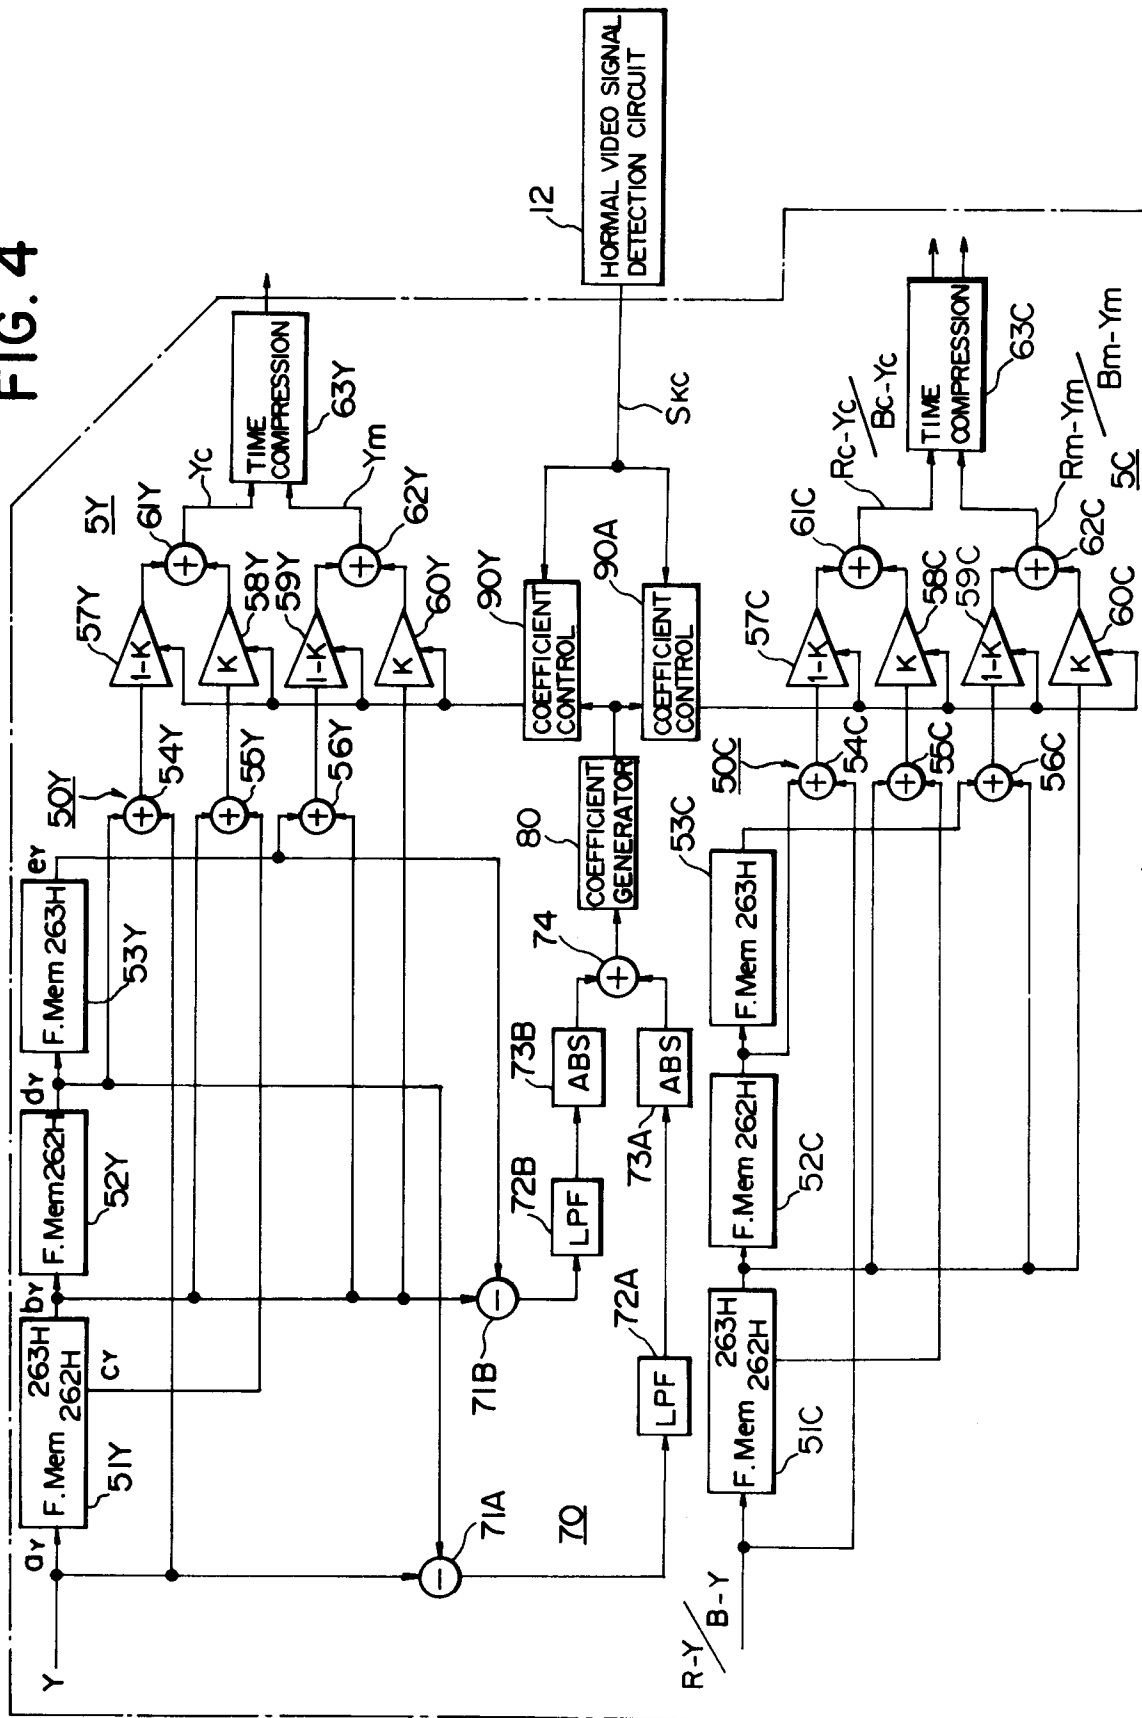 FIG. 4
Y
aY
F. Mem 263H
262H
51Y
bY
cY
F.Mem262H
52Y
dY
F. Mem 263H
53Y
eY
50Y
54Y
55Y
56Y
57Y
1-K
K
58Y
1-K
59Y
K
60Y
5Y
61Y
Yc
62Y
Ym
TIME
COMPRESSION
63Y
70
71A
71B
72A
LPF
72B
LPF
73A
ABS
73B
ABS
74
80
COEFFICIENT
GENERATOR
90Y
COEFFICIENT
CONTROL
90A
COEFFICIENT
CONTROL
SKC
12
HORMAL VIDEO SIGNAL
DETECTION CIRCUIT
R-Y
B-Y
F. Mem 263H
262H
51C
F. Mem 262H
52C
F. Mem 263H
53C
50C
54C
55C
56C
57C
1-K
K
58C
1-K
59C
K
60C
61C
62C
Rc-Yc
Bc-Yc
Rm-Ym
Bm-Ym
TIME
COMPRESSION
63C
5C